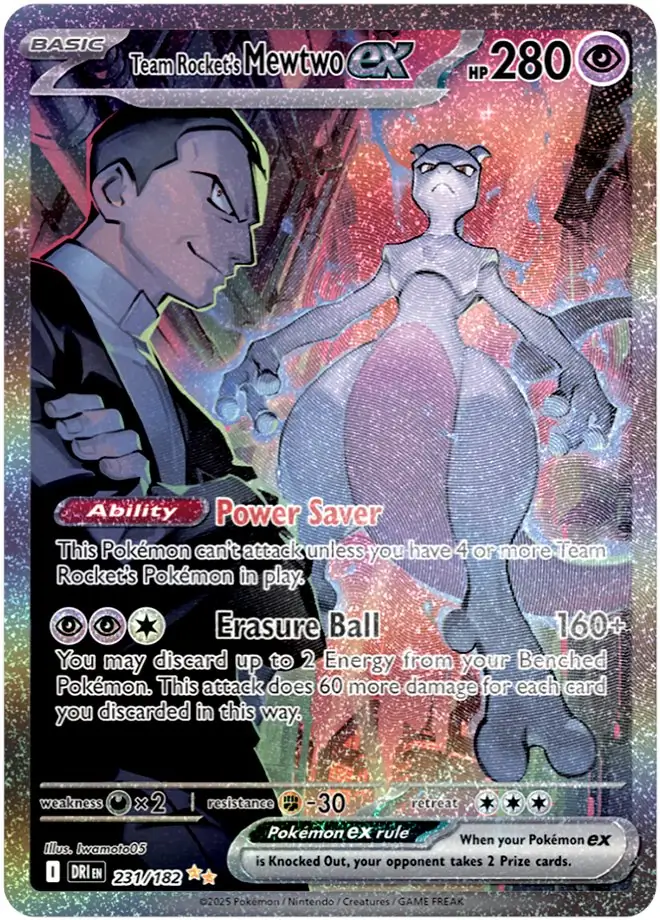 BASIC
Team Rocket's Mewtwo ex
HP 280
Ability Power Saver
This Pokémon can't attack unless you have 4 or more Team
Rocket's Pokémon in play.
Erasure Ball 160+
You may discard up to 2 Energy from your Benched
Pokémon. This attack does 60 more damage for each card
you discarded in this way.
weakness ×2 resistance -30 retreat
Illus. Iwamoto05
Pokémon ex rule
When your Pokémon ex
is Knocked Out, your opponent takes 2 Prize cards.
I DRI EN 231/182
©2025 Pokémon / Nintendo / Creatures / GAME FREAK